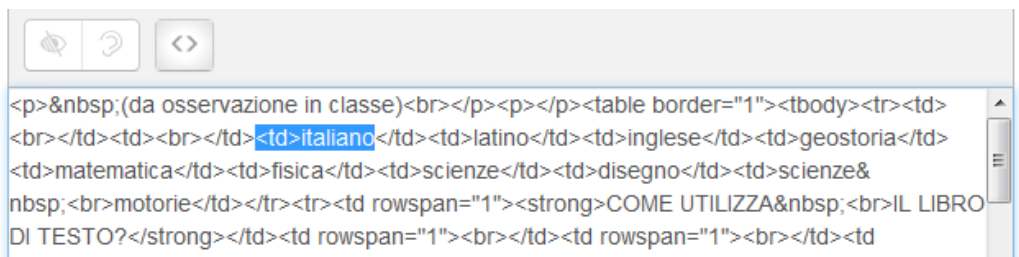 <p>&nbsp;(da osservazione in classe)<br></p><p></p><table border="1"><tbody><tr><td>
<br></td><td><br></td><td>italiano</td><td>latino</td><td>inglese</td><td>geostoria</td>
<td>matematica</td><td>fisica</td><td>scienze</td><td>disegno</td><td>scienze&
nbsp;<br>motorie</td></tr><tr><td rowspan="1"><strong>COME UTILIZZA&nbsp;<br>IL LIBRO
DI TESTO?</strong></td><td rowspan="1"><br></td><td rowspan="1"><br></td><td